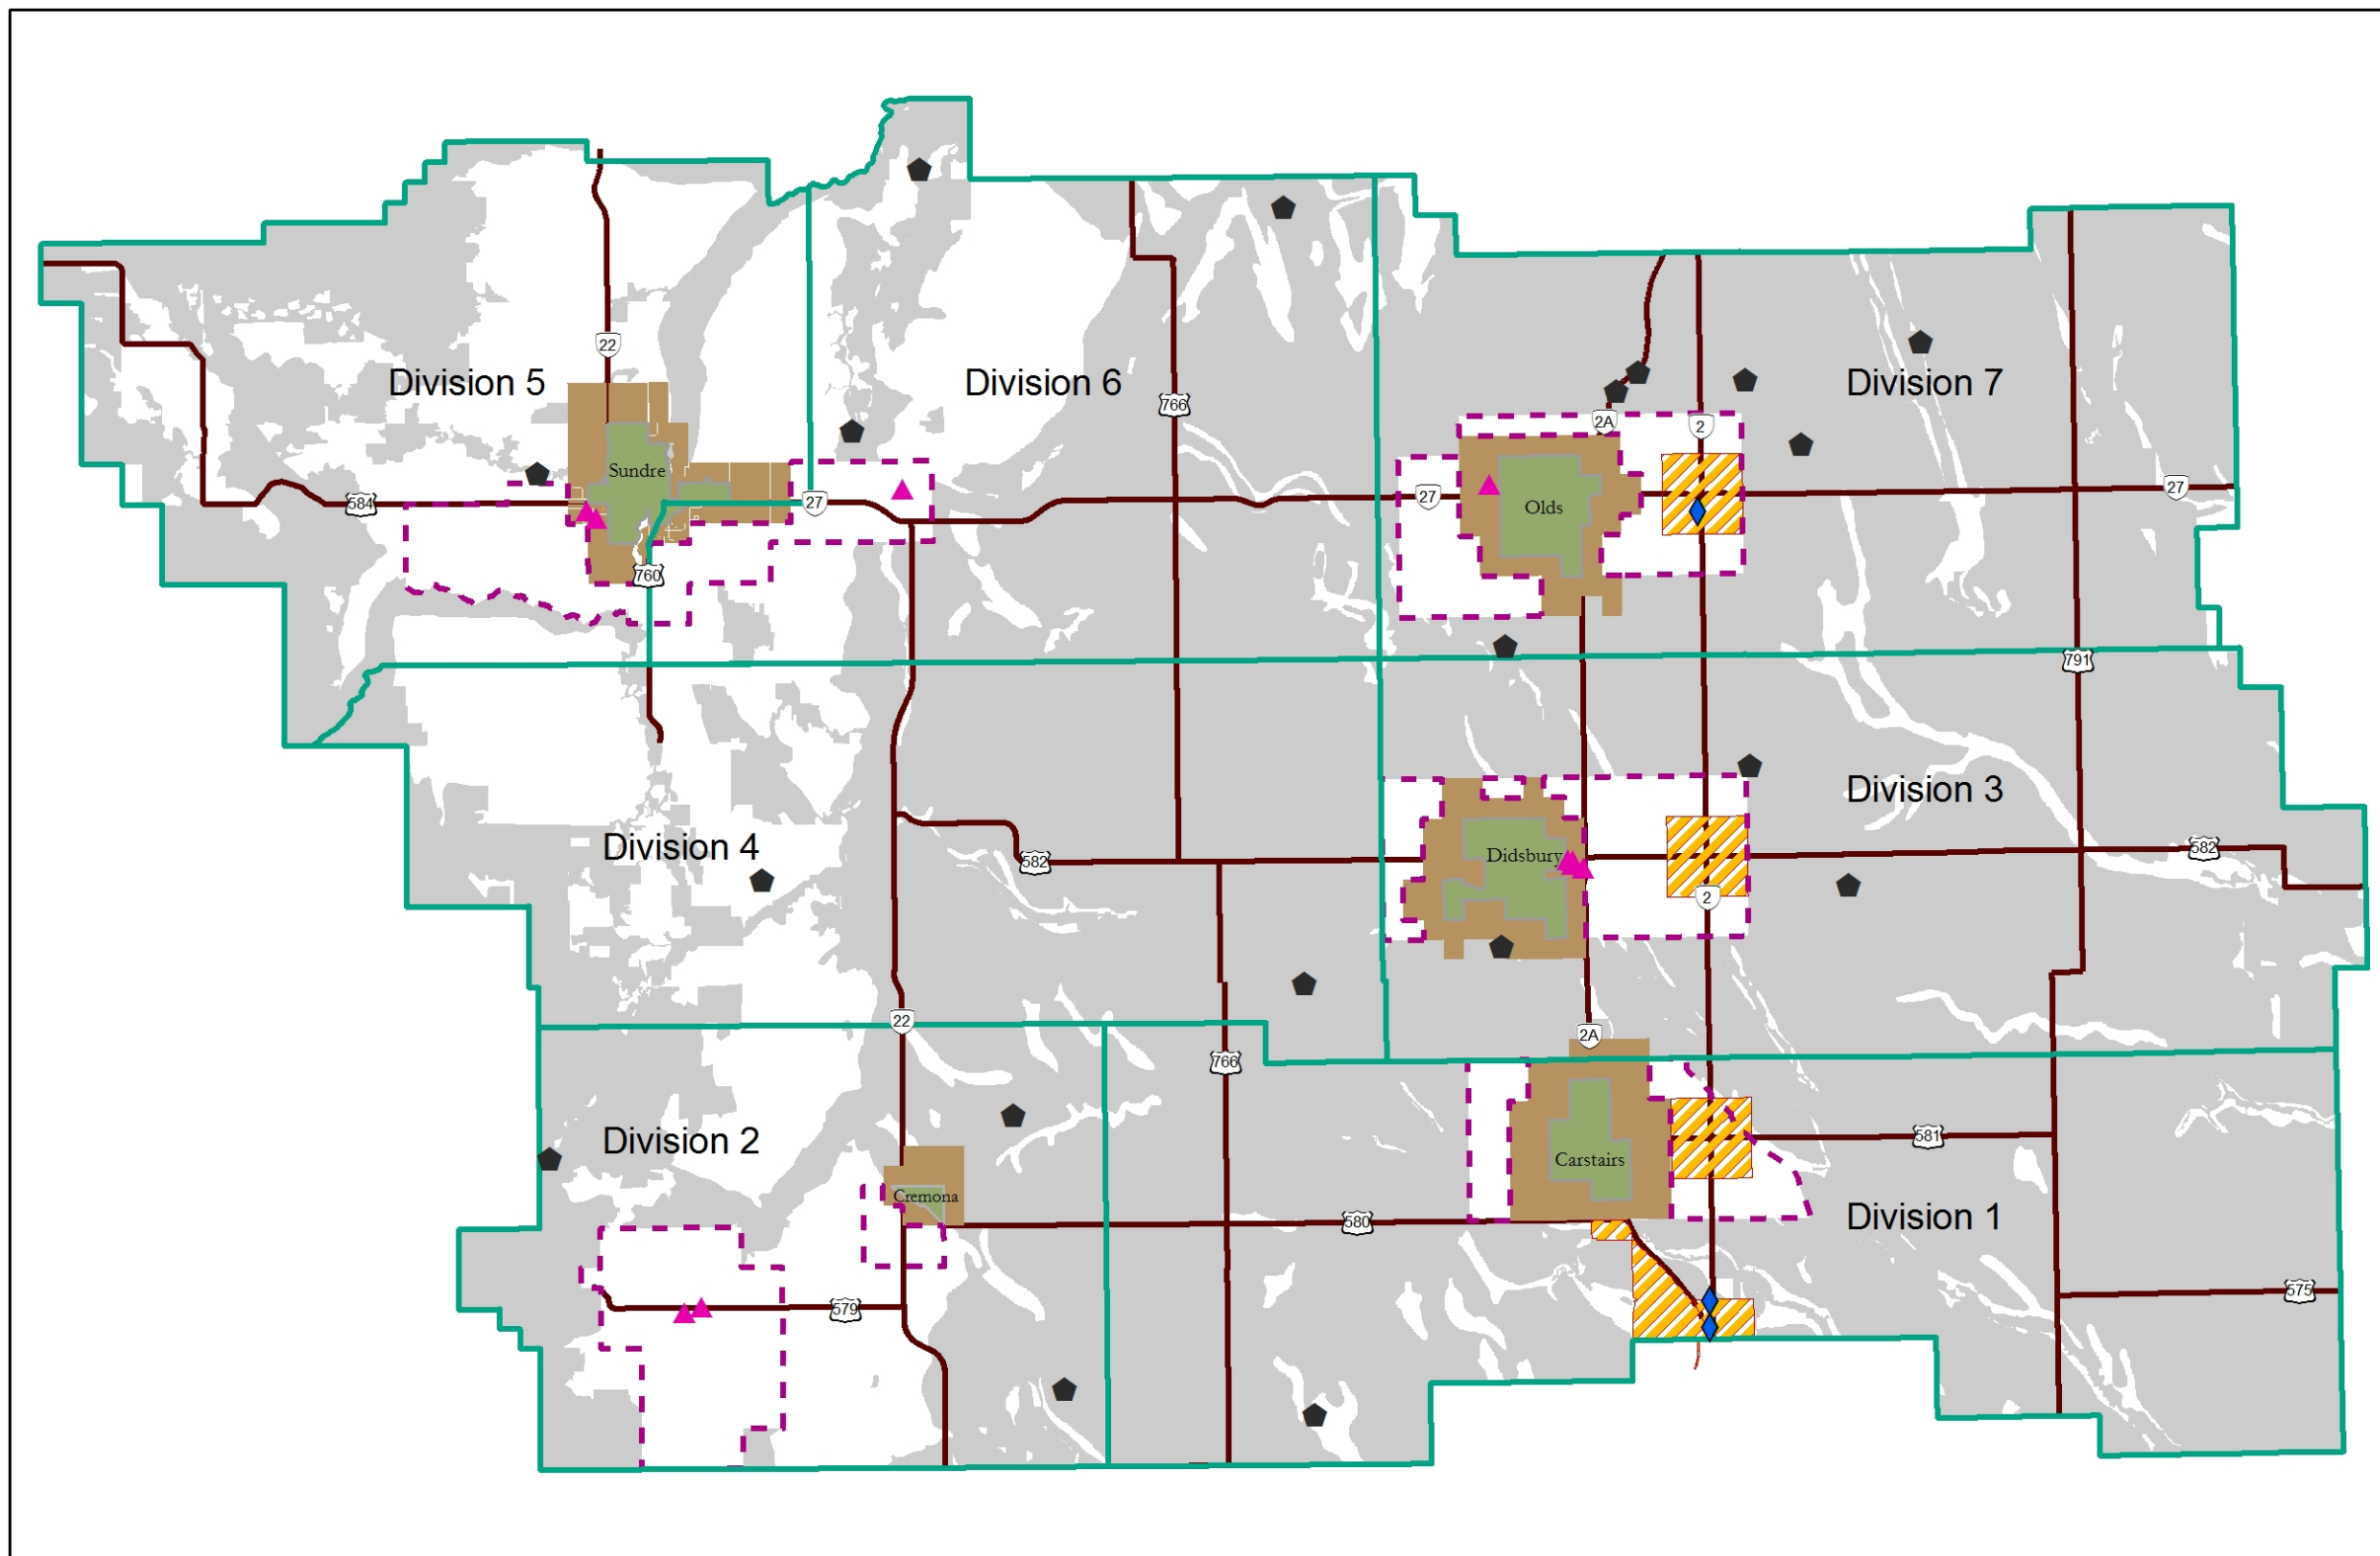 22
Division 5
Division 6
766
Division 7
2A
2
Sundre
584
27
27
Olds
27
760
791
Division 3
Division 4
582
Didsbury
582
2
22
2A
766
Division 2
581
Carstairs
Cremona
580
Division 1
575
579